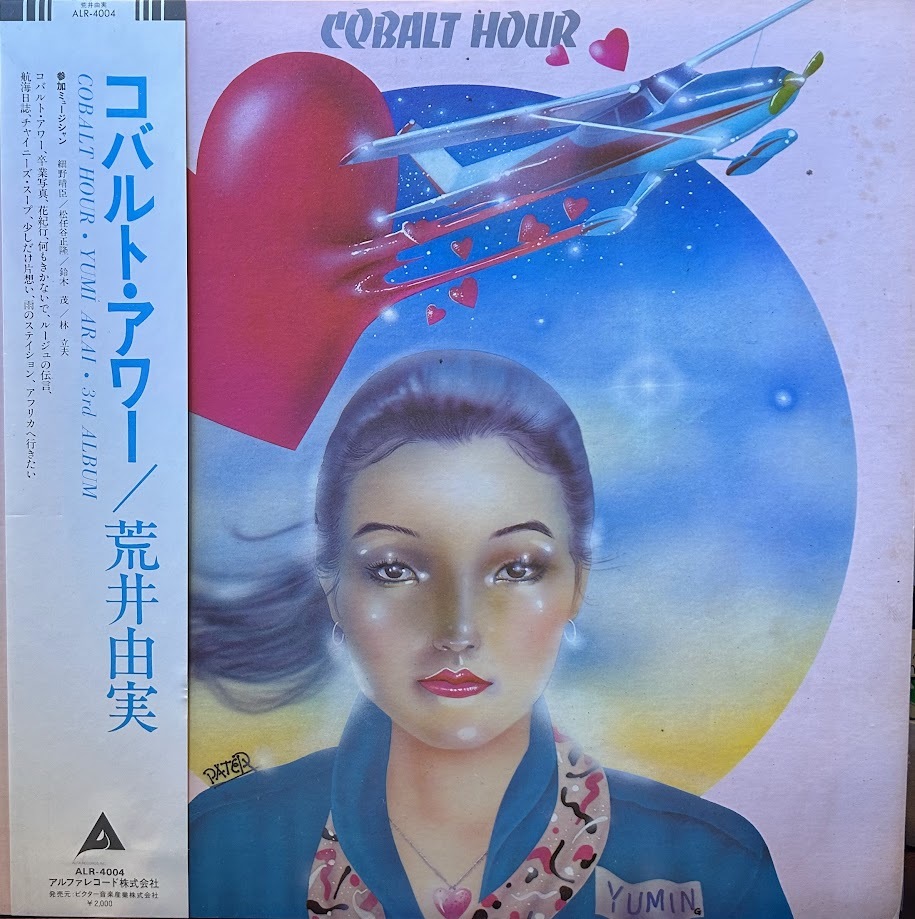 荒井由実
ALR-4004
コバルト・アワー/荒井由実
COBALT HOUR・YUMI ARAI・3rd ALBUM
参加ミュージシャン 細野晴臣/松任谷正隆/鈴木 茂/林 立夫
コバルト・アワー、卒業写真、花紀行、何もきかないで、ルージュの伝言、
航海日誌、チャイニーズ・スープ、少しだけ片想い、雨のステイション、アフリカへ行きたい
ALR-4004
アルファレコード株式会社
発売元:ビクター音楽産業株式会社
¥2,000
COBALT HOUR
PATER
YUMIN
G